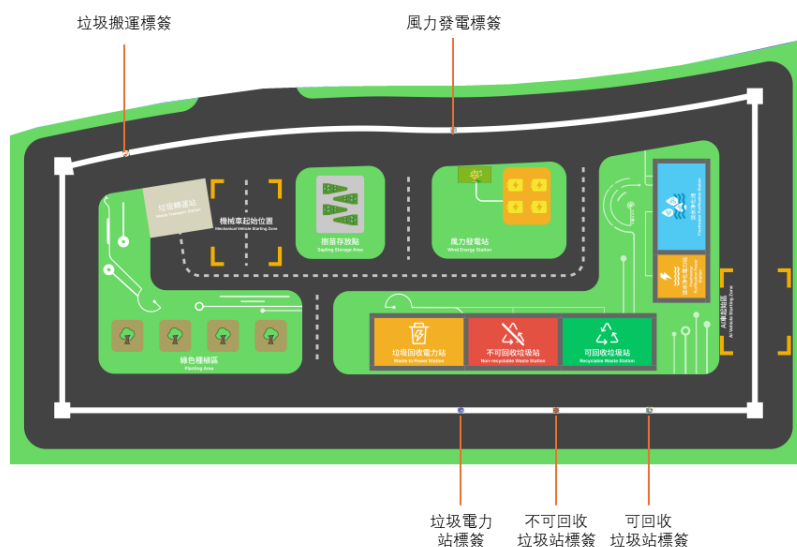 垃圾搬運標簽
風力發電標簽
垃圾轉運站
Waste Transport Station
機械車起始位置
Mechanical Vehicle Starting Zone
樹苗存放點
Sapling Storage Area
風力發電站
Wind Energy Station
AI車起始區
AI Vehicle Starting Zone
綠色種植區
Planting Area
垃圾回收電力站
Waste to Power Station
不可回收垃圾站
Non-recyclable Waste Station
可回收垃圾站
Recyclable Waste Station
垃圾電力
站標簽
不可回收
垃圾站標簽
可回收
垃圾站標簽